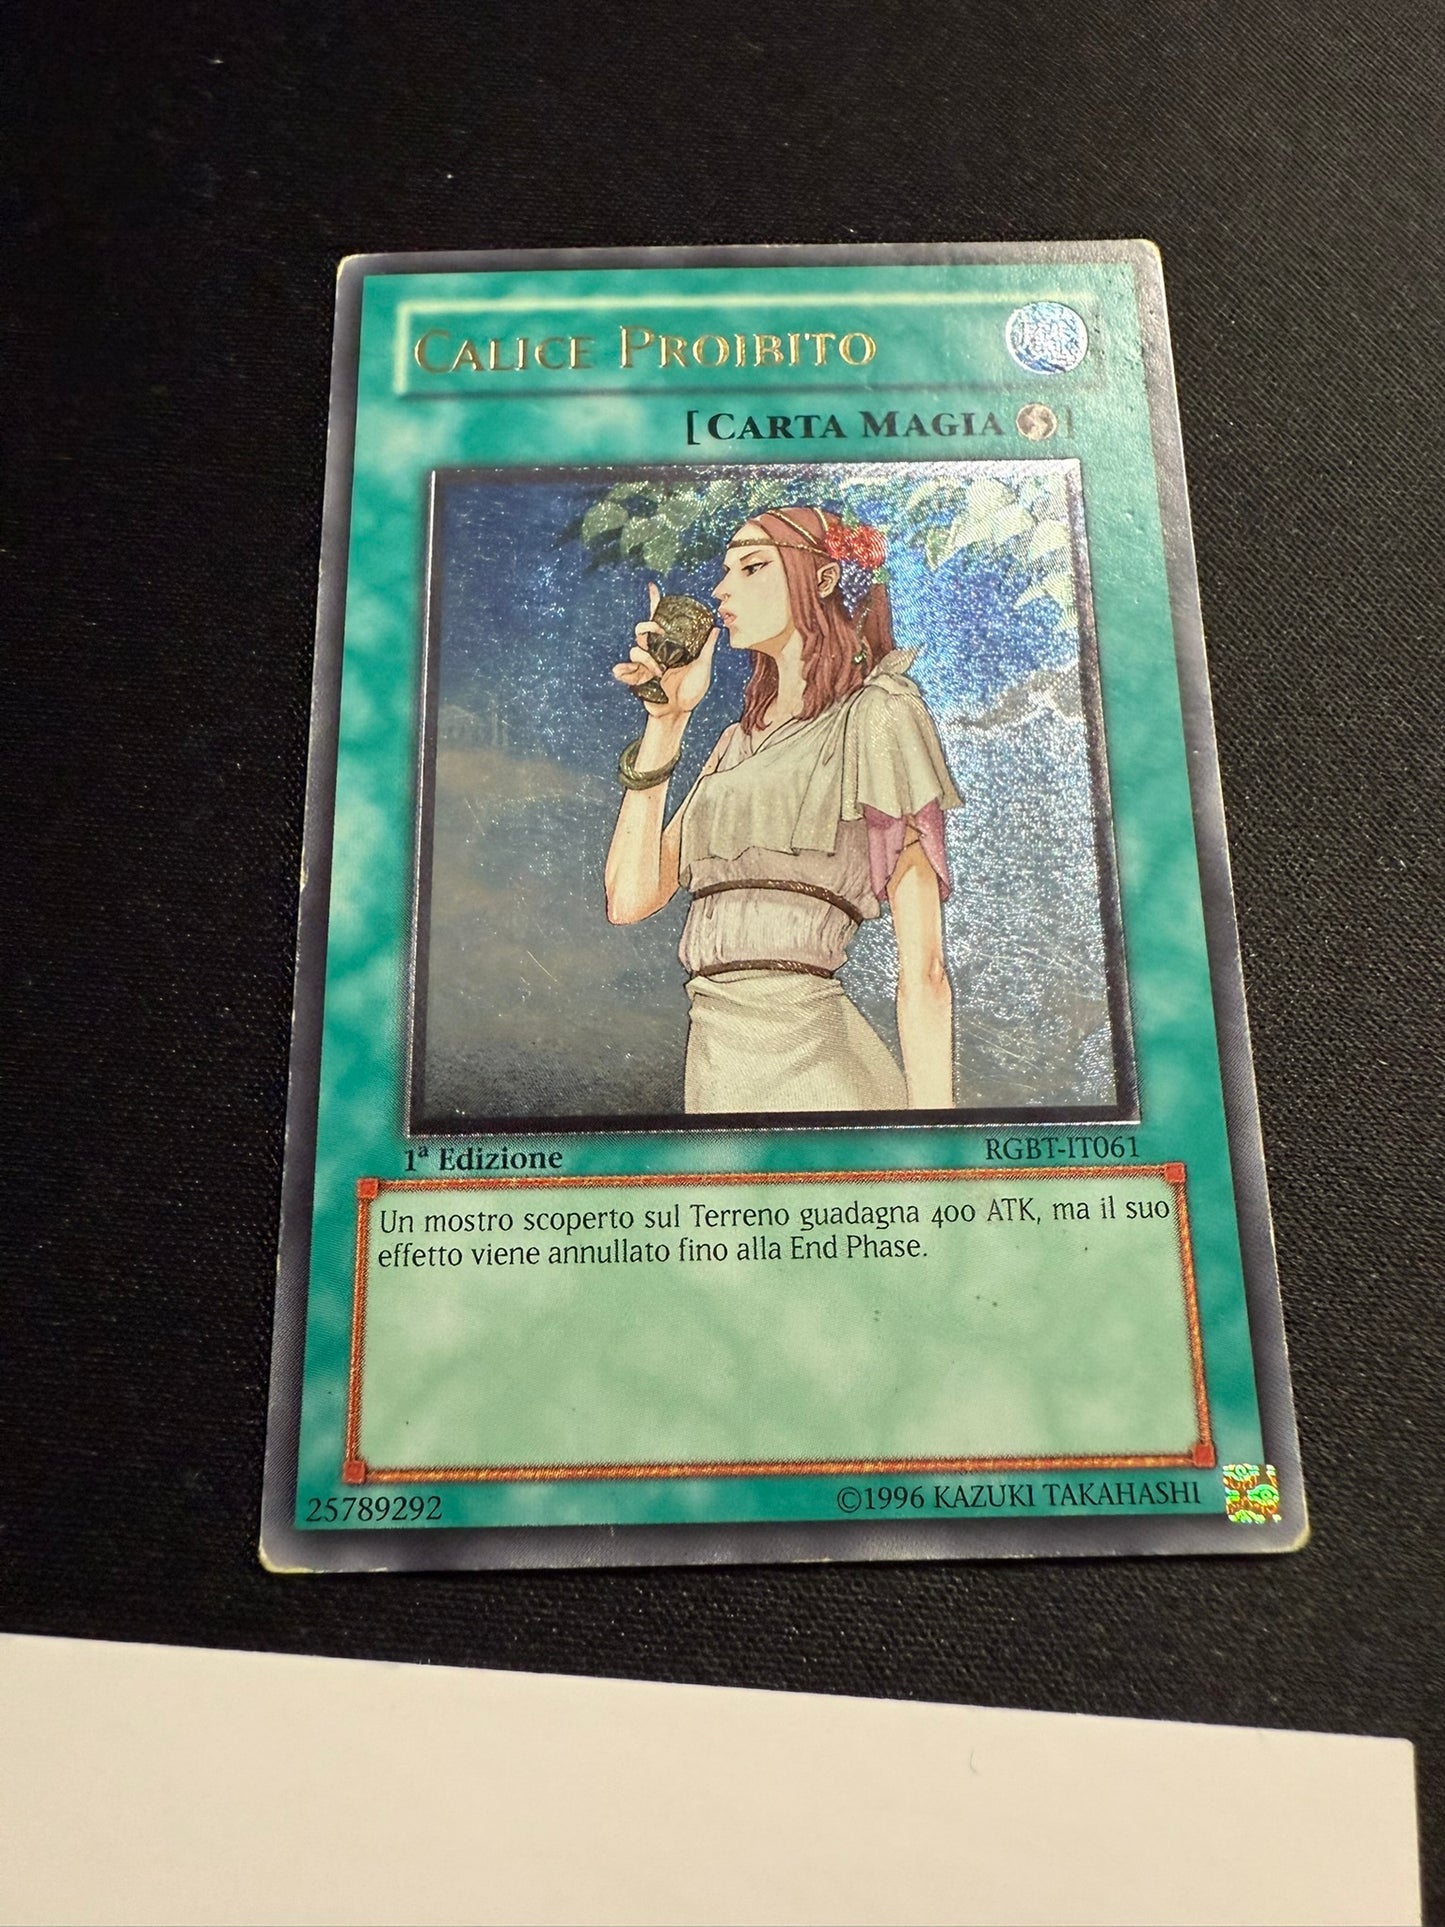 CALICE PROIBITO
[CARTA MAGIA]
1ª Edizione
RGBT-IT061
Un mostro scoperto sul Terreno guadagna 400 ATK, ma il suo
effetto viene annullato fino alla End Phase.
25789292
©1996 KAZUKI TAKAHASHI